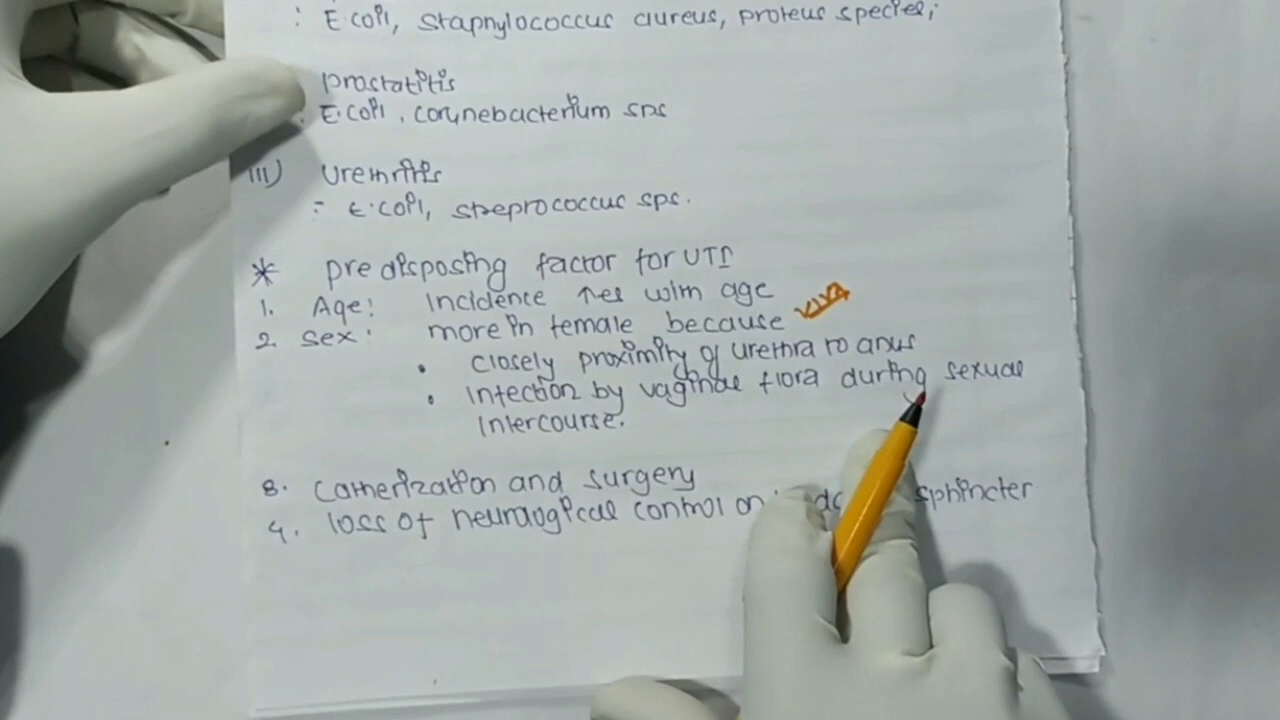 : E.coli, staphylococcus aureus, proteus species,
prostatitis
: E.coli, corynebacterium sps
III) Urethritis
: E.coli, streptococcus sps.
* predisposing factor for UTI
1. Age: Incidence ↑es with age
2. sex: more in female because VIVA
• closely proximity of urethra to anus
• infection by vaginal flora during sexual
intercourse.
3. catherization and surgery
4. loss of neurological control on sphincter